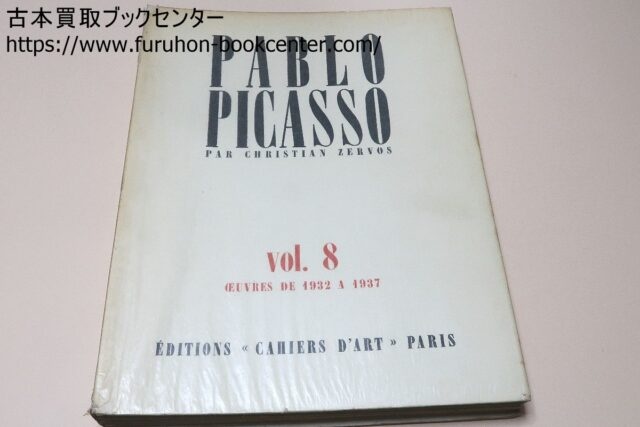 古本買取ブックセンター
https://www.furuhon-bookcenter.com/
PABLO
PICASSO
PAR CHRISTIAN ZERVOS
vol. 8
ŒUVRES DE 1932 A 1937
ÉDITIONS « CAHIERS D'ART » PARIS